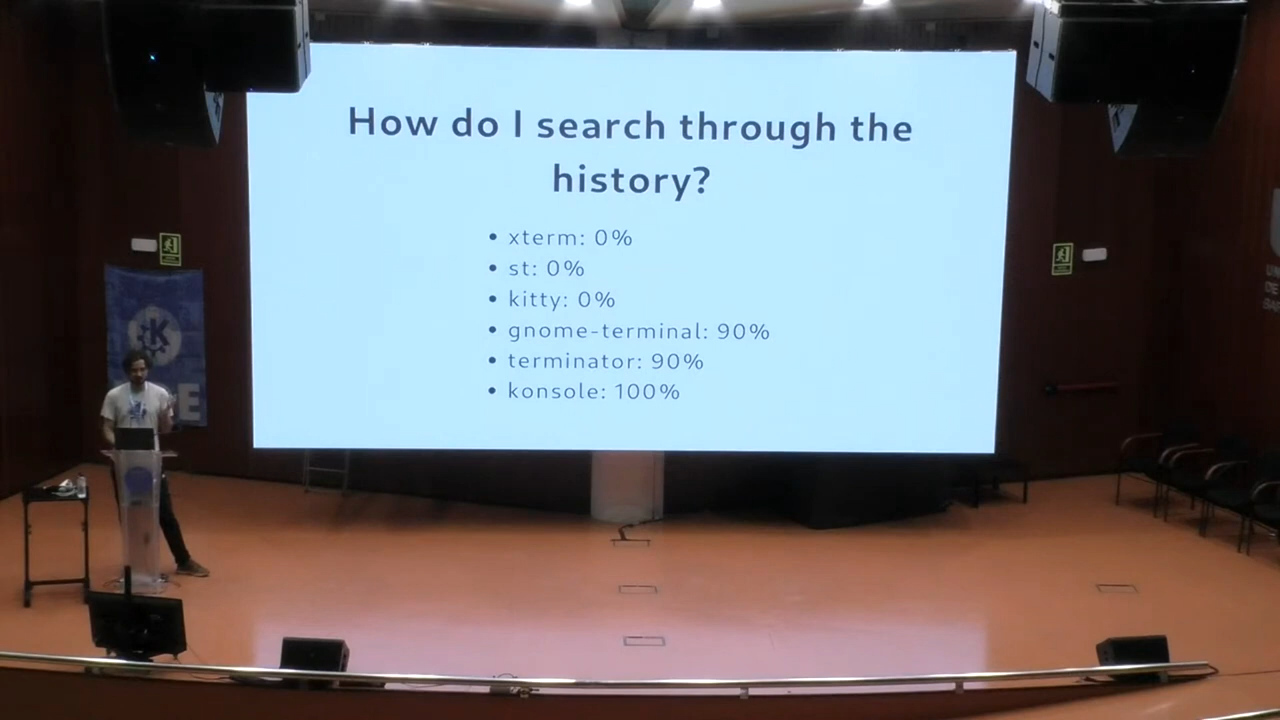 How do I search through the
history?
• xterm: 0%
• st: 0%
• kitty: 0%
• gnome-terminal: 90%
• terminator: 90%
• konsole: 100%
K